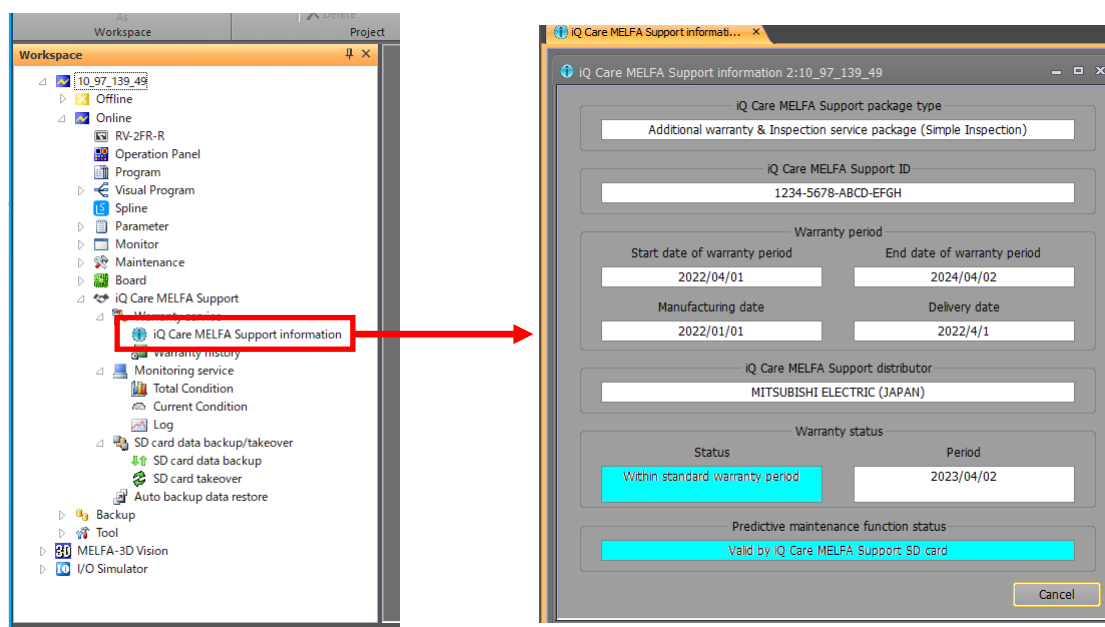 As
Delete
Workspace
Project
Workspace
10_97_139_49
Offline
Online
RV-2FR-R
Operation Panel
Program
Visual Program
Spline
Parameter
Monitor
Maintenance
Board
iQ Care MELFA Support
Warranty service
iQ Care MELFA Support information
Warranty history
Monitoring service
Total Condition
Current Condition
Log
SD card data backup/takeover
SD card data backup
SD card takeover
Auto backup data restore
Backup
Tool
MELFA-3D Vision
I/O Simulator
iQ Care MELFA Support informati...
iQ Care MELFA Support information 2:10_97_139_49
iQ Care MELFA Support package type
Additional warranty & Inspection service package (Simple Inspection)
iQ Care MELFA Support ID
1234-5678-ABCD-EFGH
Warranty period
Start date of warranty period End date of warranty period
2022/04/01 2024/04/02
Manufacturing date Delivery date
2022/01/01 2022/4/1
iQ Care MELFA Support distributor
MITSUBISHI ELECTRIC (JAPAN)
Warranty status
Status Period
Within standard warranty period 2023/04/02
Predictive maintenance function status
Valid by iQ Care MELFA Support SD card
Cancel